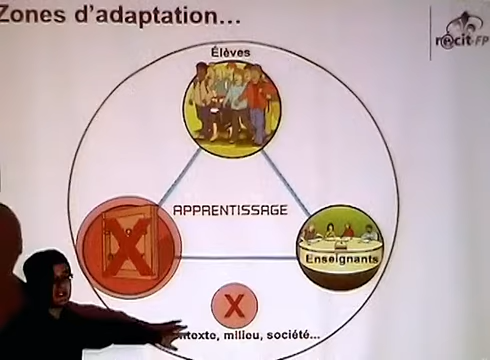 Zones d'adaptation...
récit FP
Élèves
APPRENTISSAGE
Enseignants
X
X
ntexte, milieu, société...